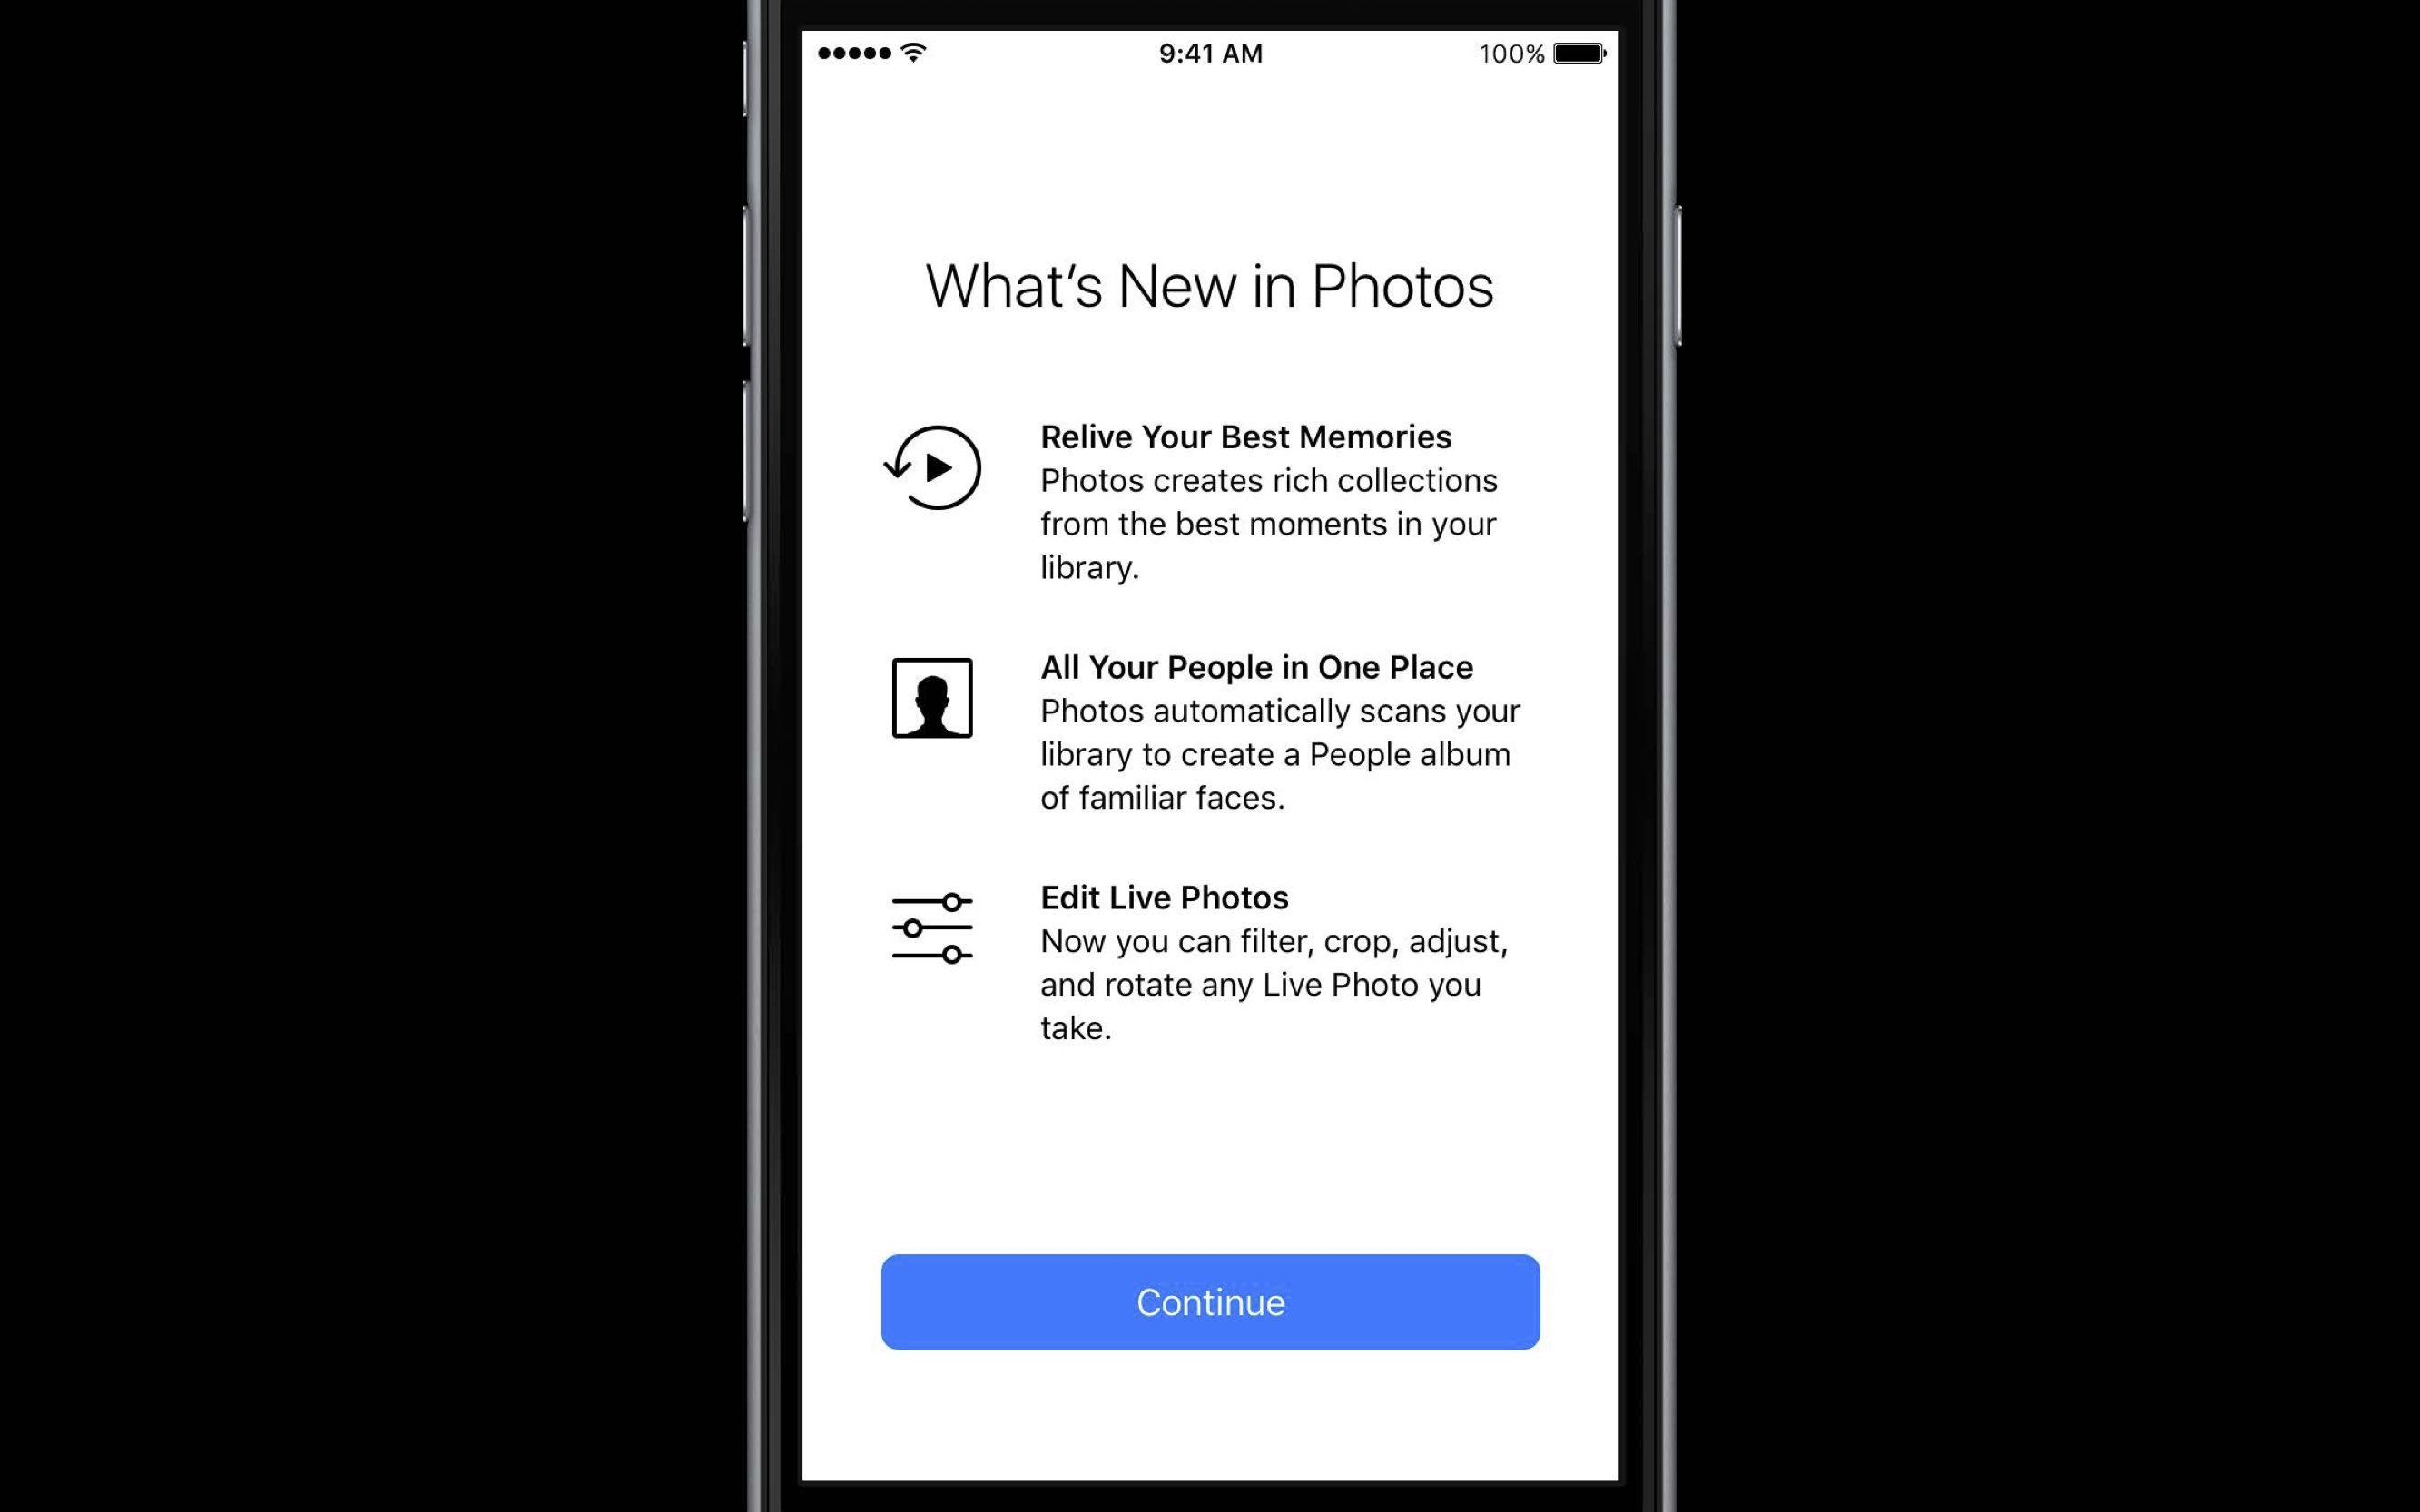 9:41 AM
100%
What‘s New in Photos
Relive Your Best Memories
Photos creates rich collections
from the best moments in your
library.
All Your People in One Place
Photos automatically scans your
library to create a People album
of familiar faces.
Edit Live Photos
Now you can filter, crop, adjust,
and rotate any Live Photo you
take.
Continue